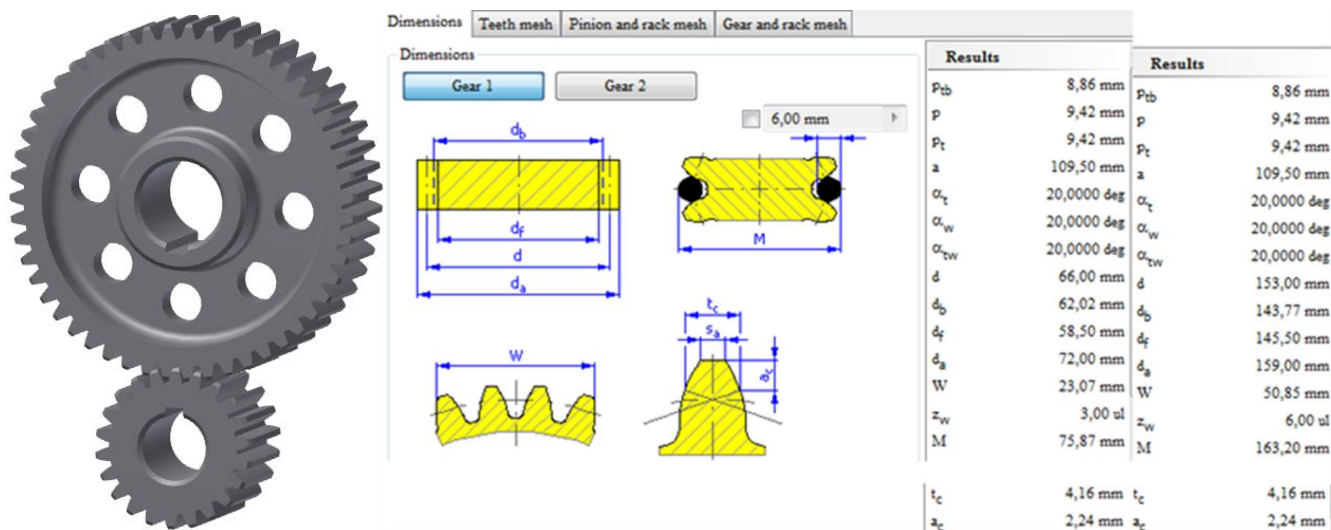 Dimensions Teeth mesh Pinion and rack mesh Gear and rack mesh
Dimensions
Gear 1 Gear 2
6,00 mm
d_b
d_f
d
d_a
M
W
t_c
s_a
a_c
Results
p_tb 8,86 mm
p 9,42 mm
p_t 9,42 mm
a 109,50 mm
α_t 20,0000 deg
α_w 20,0000 deg
α_tw 20,0000 deg
d 66,00 mm
d_b 62,02 mm
d_f 58,50 mm
d_a 72,00 mm
W 23,07 mm
z_w 3,00 ul
M 75,87 mm
t_c 4,16 mm
a_c 2,24 mm
Results
p_tb 8,86 mm
p 9,42 mm
p_t 9,42 mm
a 109,50 mm
α_t 20,0000 deg
α_w 20,0000 deg
α_tw 20,0000 deg
d 153,00 mm
d_b 143,77 mm
d_f 145,50 mm
d_a 159,00 mm
W 50,85 mm
z_w 6,00 ul
M 163,20 mm
t_c 4,16 mm
a_c 2,24 mm